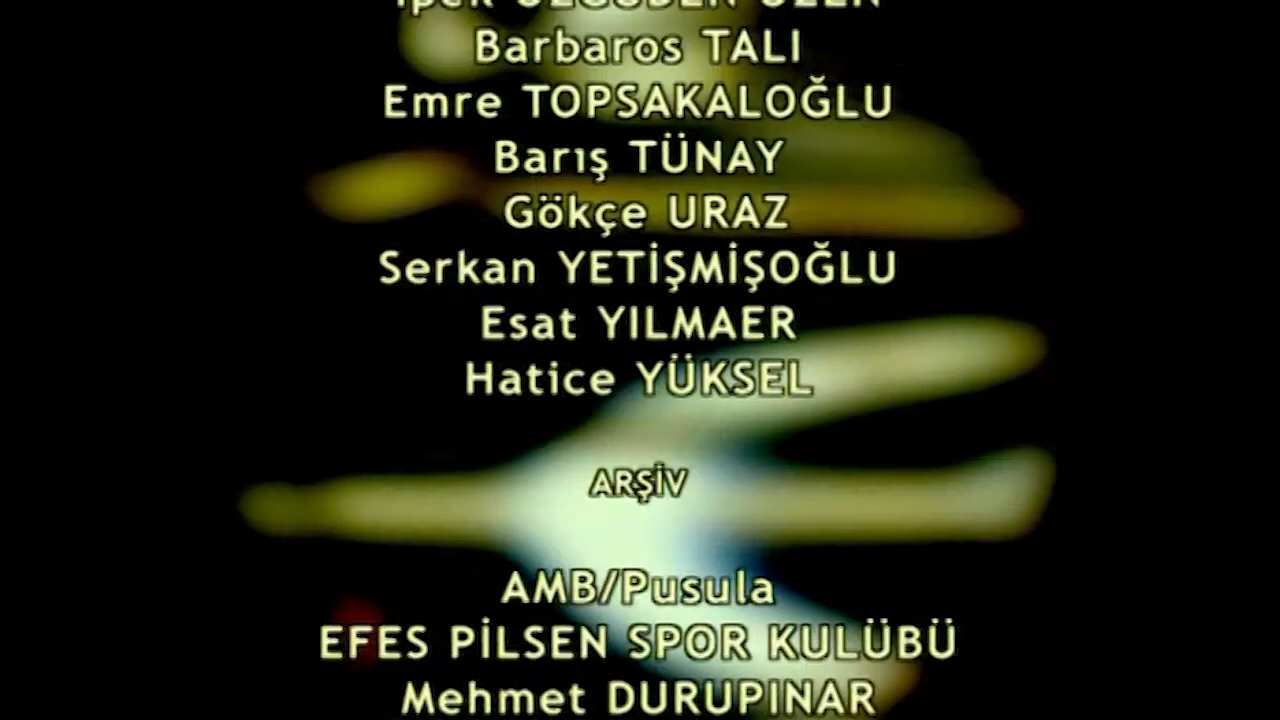 Barbaros TALI
Emre TOPSAKALOĞLU
Barış TÜNAY
Gökçe URAZ
Serkan YETİŞMİŞOĞLU
Esat YILMAER
Hatice YÜKSEL
ARŞİV
AMB/Pusula
EFES PİLSEN SPOR KULÜBÜ
Mehmet DURUPINAR